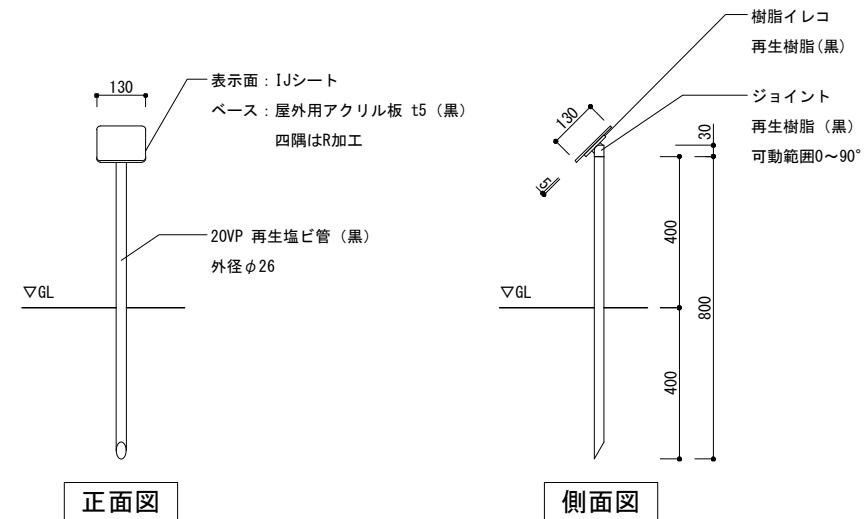 130
表示面：IJシート
ベース：屋外用アクリル板 t5（黒）
四隅はR加工
20VP 再生塩ビ管（黒）
外径φ26
▽GL
正面図
樹脂イレコ
再生樹脂(黒)
ジョイント
再生樹脂（黒）
可動範囲0～90°
130
5
30
400
800
▽GL
400
側面図